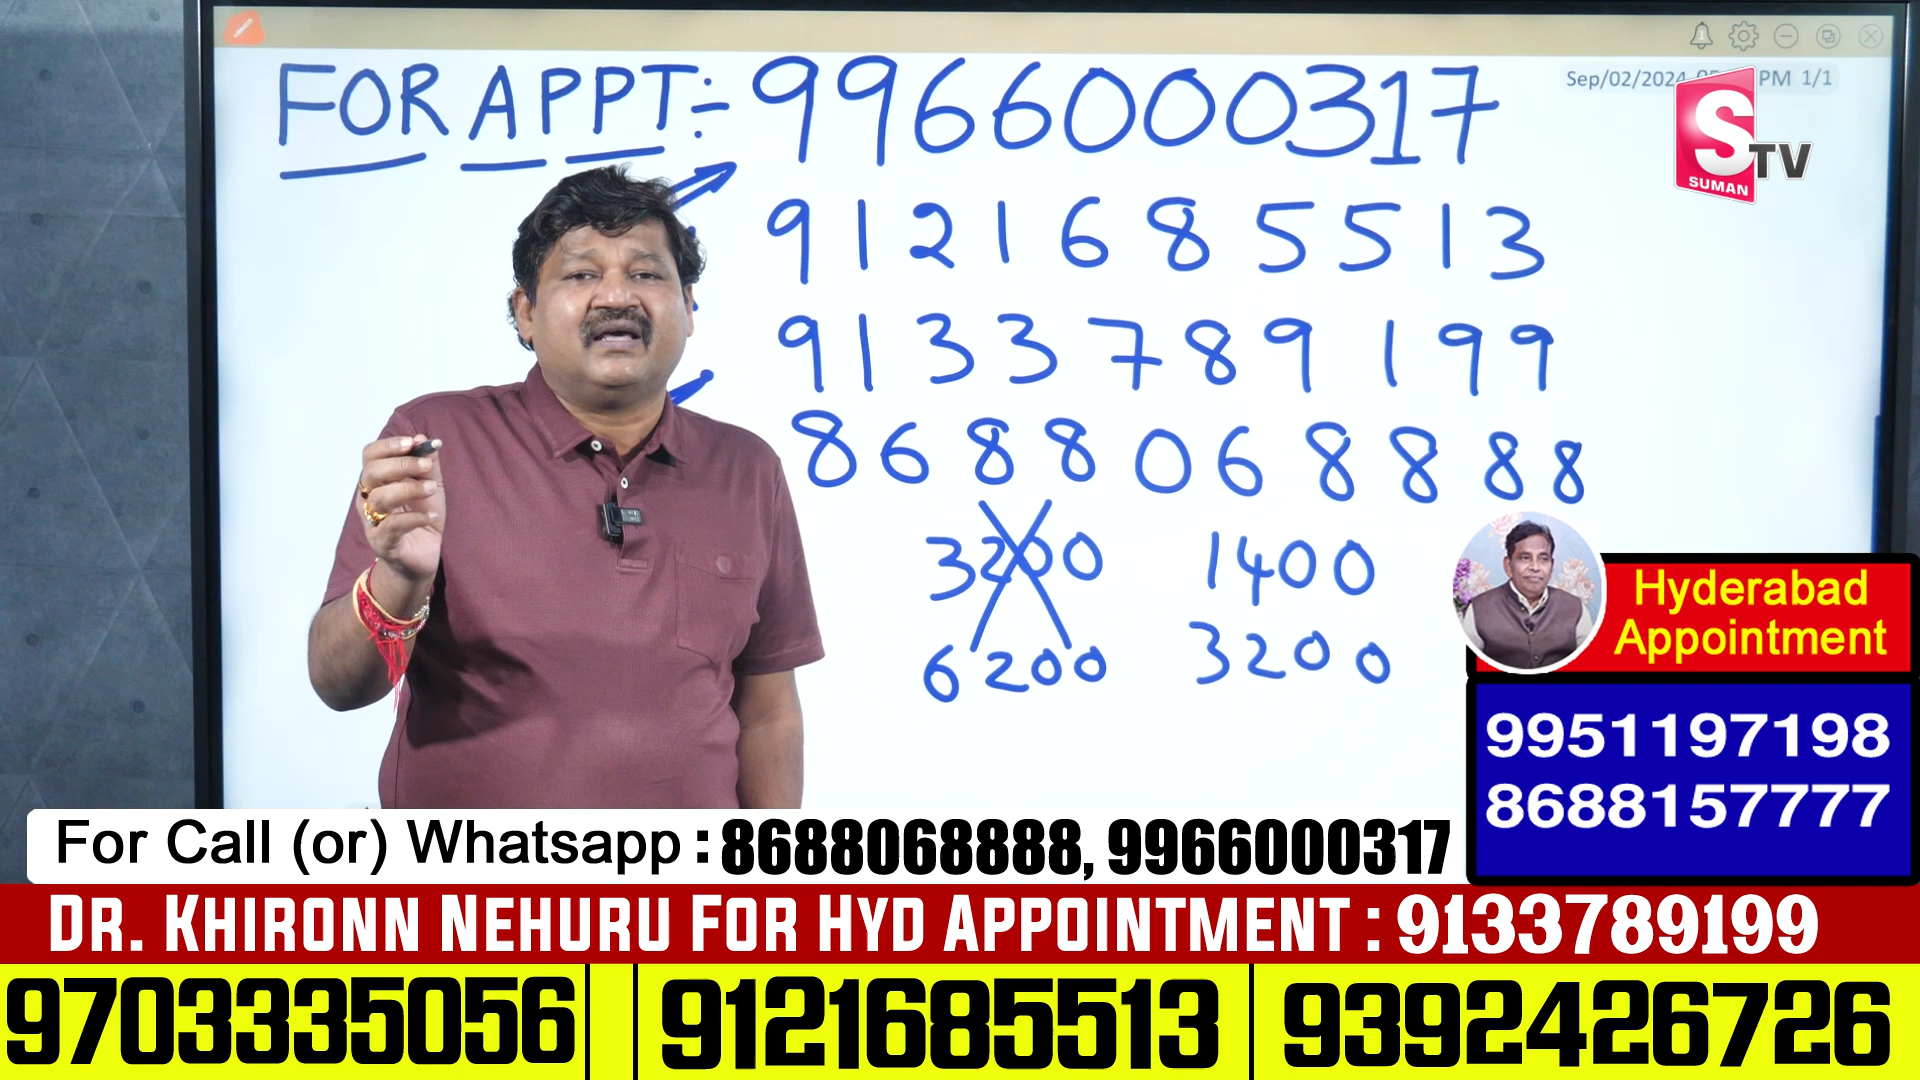 FOR APPT:- 9966000317
Sep/02/2024 PM 1/1
S TV
SUMAN
9121685513
9133789199
8688068888
3200 1400
6200 3200
Hyderabad
Appointment
9951197198
8688157777
For Call (or) Whatsapp : 8688068888, 9966000317
DR. KHIRONN NEHURU FOR HYD APPOINTMENT : 9133789199
9703335056 9121685513 9392426726